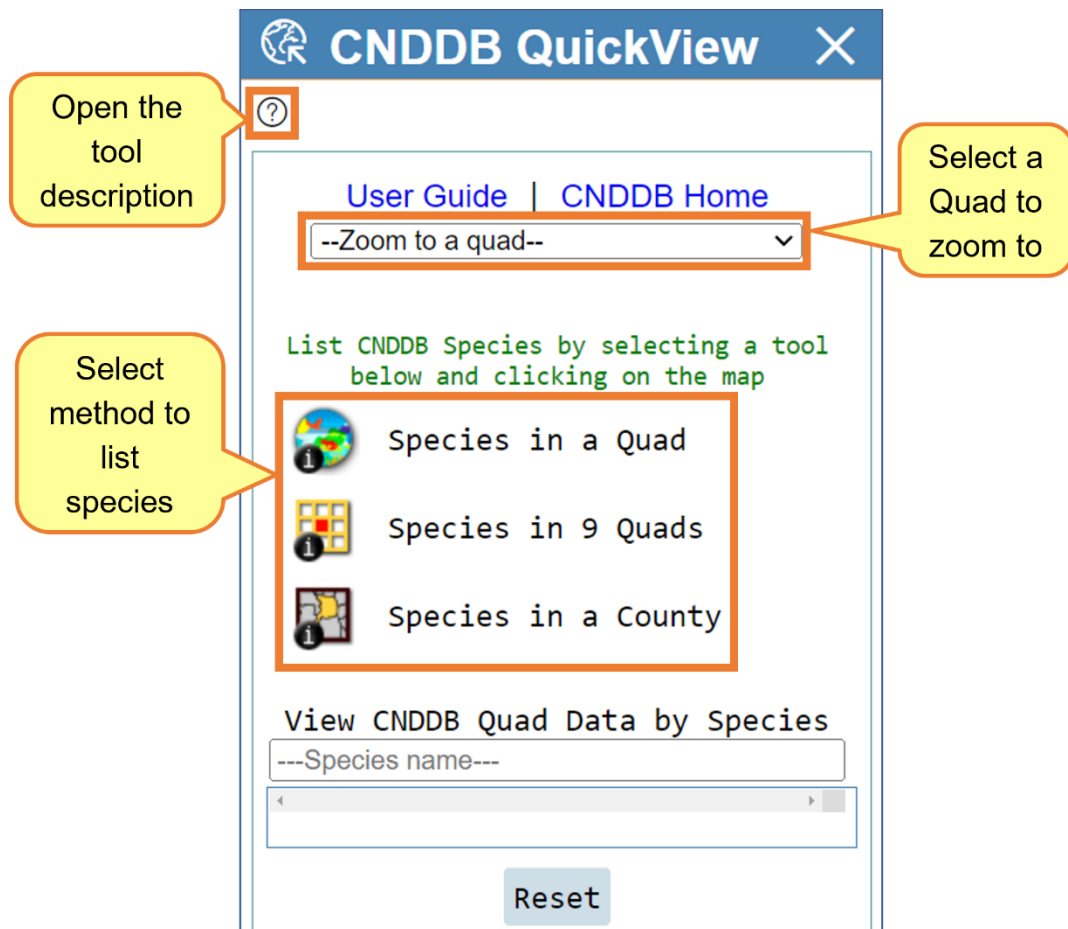 CNDDB QuickView
Open the
tool
description
?
User Guide | CNDDB Home
--Zoom to a quad--
Select a
Quad to
zoom to
List CNDDB Species by selecting a tool
below and clicking on the map
Select
method to
list
species
i
Species in a Quad
i
Species in 9 Quads
i
Species in a County
View CNDDB Quad Data by Species
---Species name---
Reset